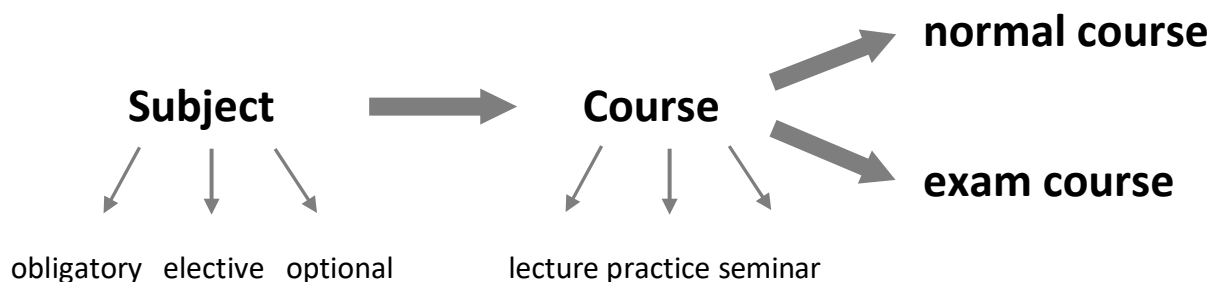 normal course
Subject Course
exam course
obligatory elective optional lecture practice seminar